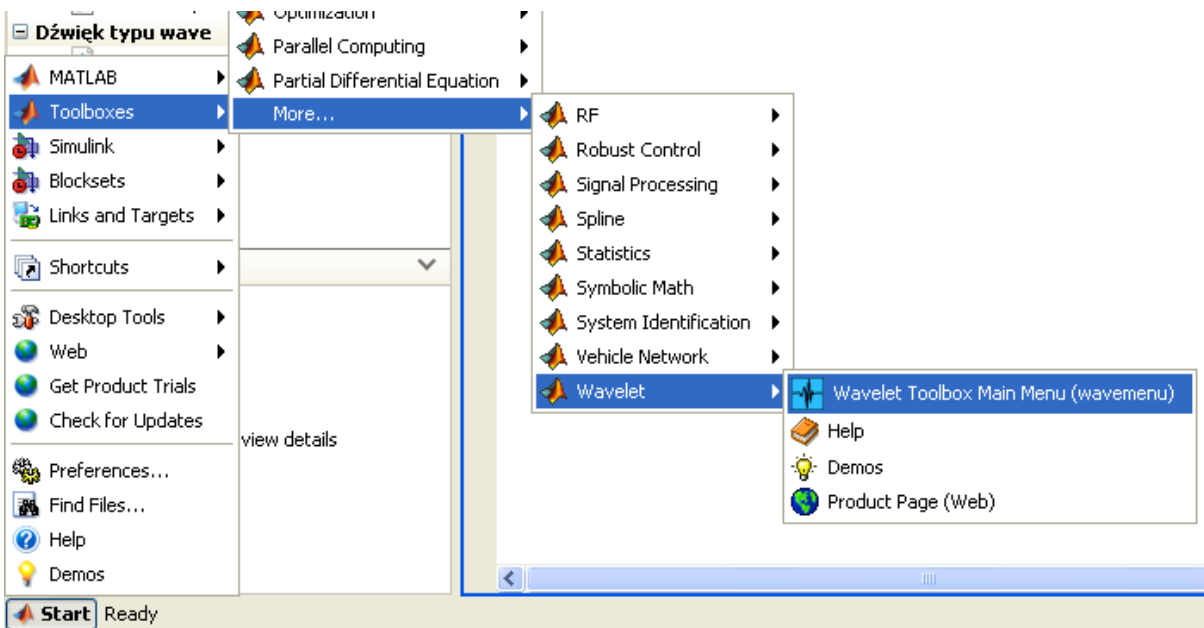 Optimization
Dźwięk typu wave
Parallel Computing
Partial Differential Equation
More...
MATLAB
Toolboxes
Simulink
Blocksets
Links and Targets
Shortcuts
Desktop Tools
Web
Get Product Trials
Check for Updates
Preferences...
Find Files...
Help
Demos
Start Ready
view details
RF
Robust Control
Signal Processing
Spline
Statistics
Symbolic Math
System Identification
Vehicle Network
Wavelet
Wavelet Toolbox Main Menu (wavemenu)
Help
Demos
Product Page (Web)